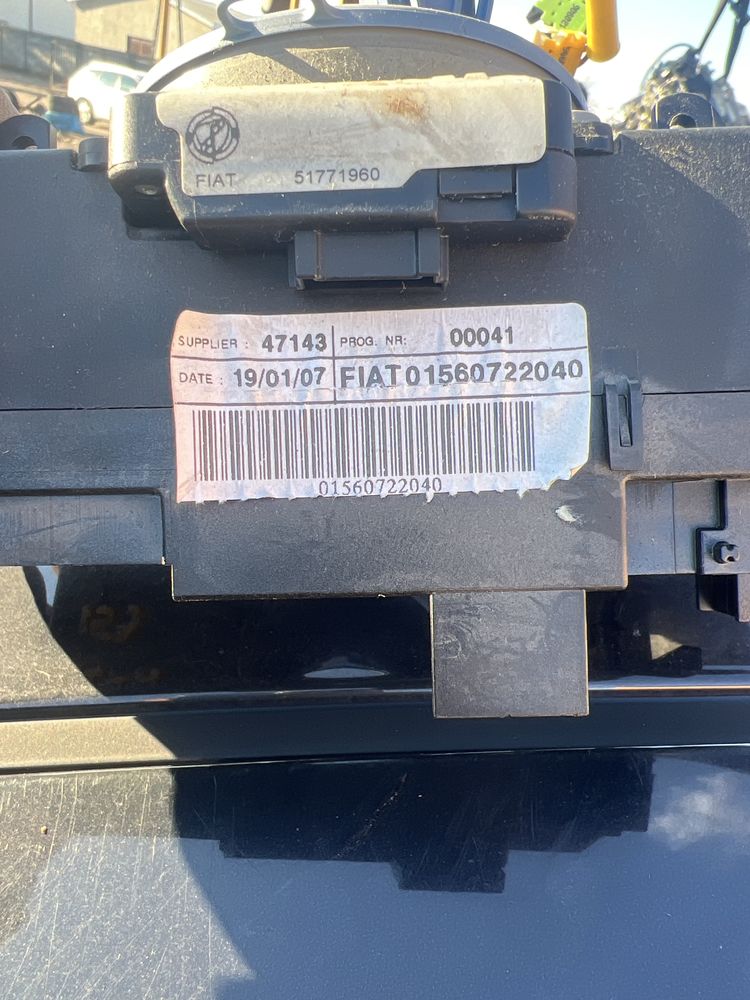 FIAT 51771960
SUPPLIER : 47143 PROG. NR: 00041
DATE : 19/01/07 FIAT 01560722040
01560722040